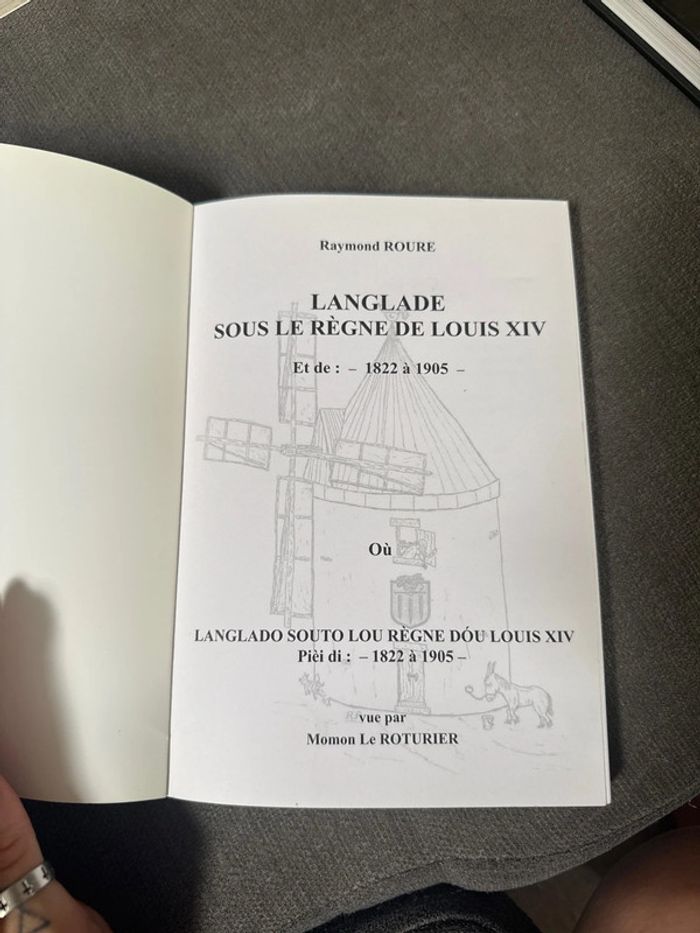 Raymond ROURE
LANGLADE
SOUS LE RÈGNE DE LOUIS XIV
Et de : – 1822 à 1905 –
Où
LANGLADO SOUTO LOU RÈGNE DÓU LOUIS XIV
Pièi di : – 1822 à 1905 –
vue par
Momon Le ROTURIER